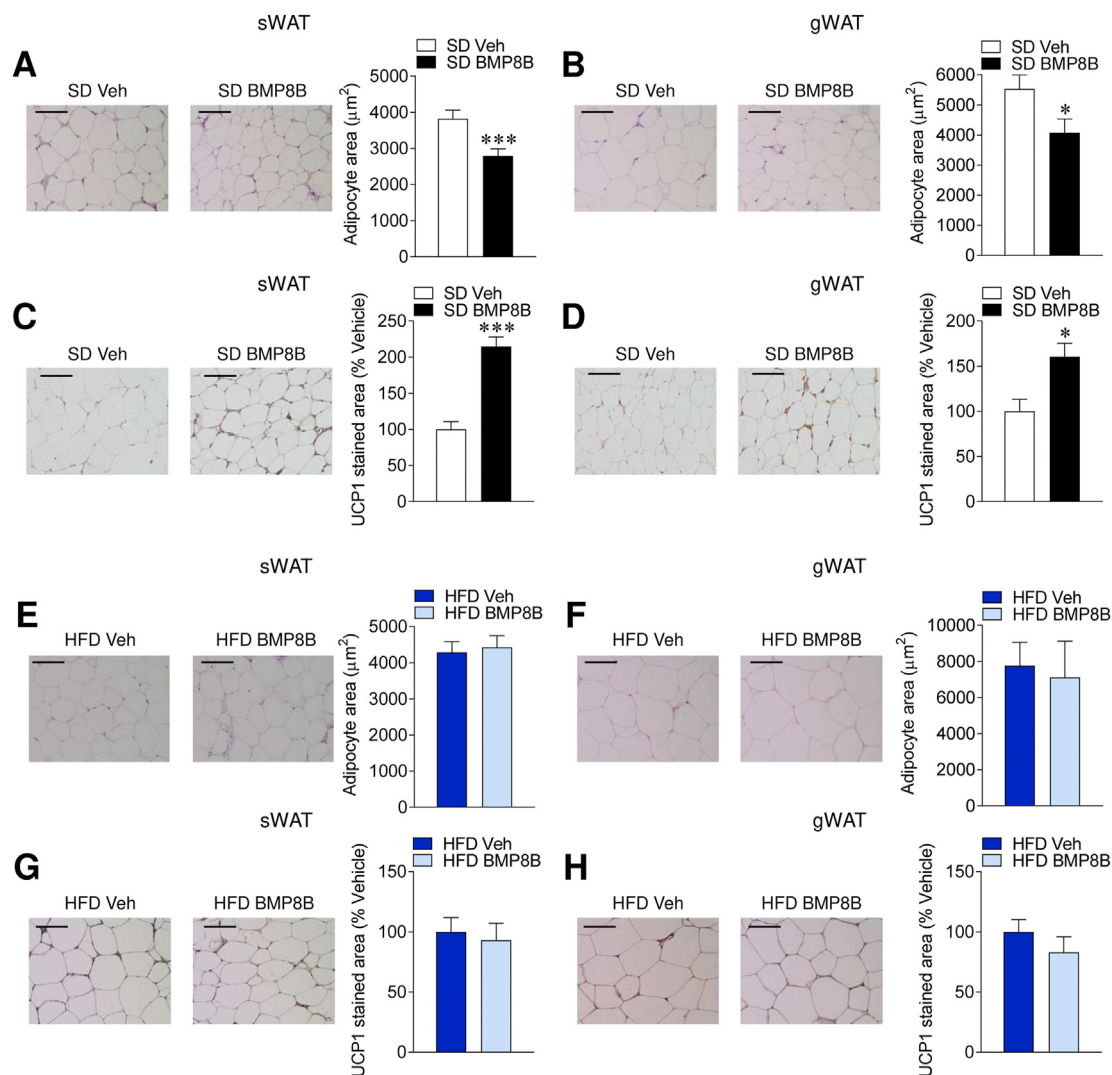 sWAT
gWAT
A
SD Veh
SD BMP8B
SD Veh
SD BMP8B
Adipocyte area (μm²)
5000
4000
3000
2000
1000
0
***
B
SD Veh
SD BMP8B
SD Veh
SD BMP8B
Adipocyte area (μm²)
6000
5000
4000
3000
2000
1000
0
*
sWAT
gWAT
C
SD Veh
SD BMP8B
SD Veh
SD BMP8B
UCP1 stained area (% Vehicle)
250
200
150
100
50
0
***
D
SD Veh
SD BMP8B
SD Veh
SD BMP8B
UCP1 stained area (% Vehicle)
200
150
100
50
0
*
sWAT
gWAT
E
HFD Veh
HFD BMP8B
HFD Veh
HFD BMP8B
Adipocyte area (μm²)
5000
4000
3000
2000
1000
0
F
HFD Veh
HFD BMP8B
HFD Veh
HFD BMP8B
Adipocyte area (μm²)
10000
8000
6000
4000
2000
0
sWAT
gWAT
G
HFD Veh
HFD BMP8B
HFD Veh
HFD BMP8B
UCP1 stained area (% Vehicle)
150
100
50
0
H
HFD Veh
HFD BMP8B
HFD Veh
HFD BMP8B
UCP1 stained area (% Vehicle)
150
100
50
0